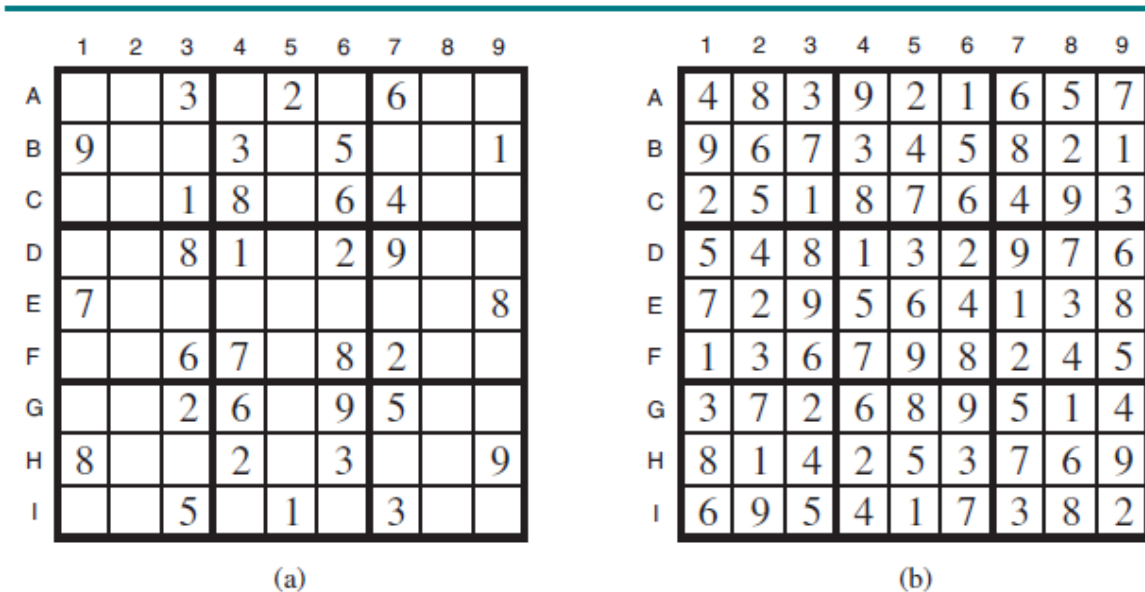 1 2 3 4 5 6 7 8 9
A 3 2 6
B 9 3 5 1
C 1 8 6 4
D 8 1 2 9
E 7 8
F 6 7 8 2
G 2 6 9 5
H 8 2 3 9
I 5 1 3
(a)
1 2 3 4 5 6 7 8 9
A 4 8 3 9 2 1 6 5 7
B 9 6 7 3 4 5 8 2 1
C 2 5 1 8 7 6 4 9 3
D 5 4 8 1 3 2 9 7 6
E 7 2 9 5 6 4 1 3 8
F 1 3 6 7 9 8 2 4 5
G 3 7 2 6 8 9 5 1 4
H 8 1 4 2 5 3 7 6 9
I 6 9 5 4 1 7 3 8 2
(b)